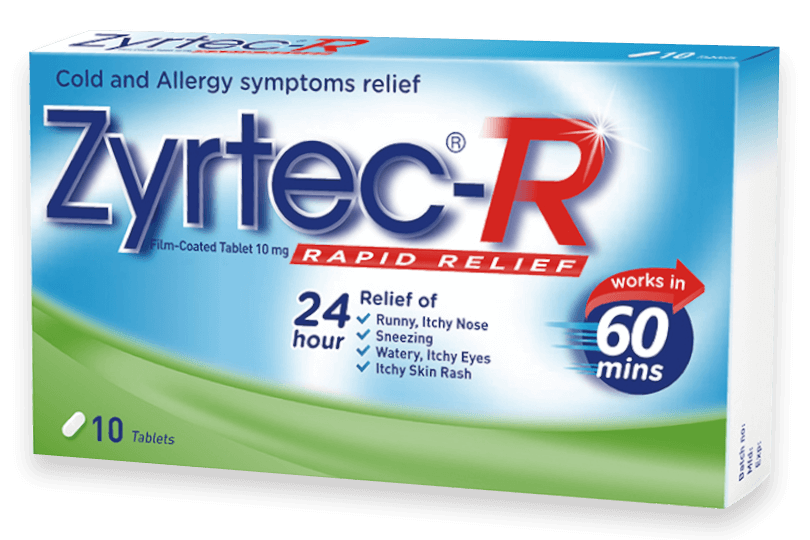 Zyrtec-R
10 Tablets
Cold and Allergy symptoms relief
Zyrtec®-R
Film-Coated Tablet 10 mg
RAPID RELIEF
24 hour
Relief of
Runny, Itchy Nose
Sneezing
Watery, Itchy Eyes
Itchy Skin Rash
works in
60
mins
10 Tablets
Batch no:
Mfd:
Exp: